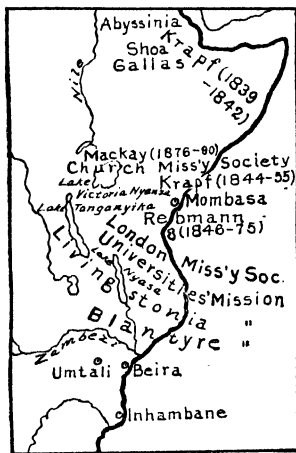 Abyssinia
Shoa
Gallas
Krapf (1839
-1842)
Nile
Mackay (1876-90)
Church Miss'y Society
Krapf (1844-55)
Lake
Victoria Nyanza
Mombasa
Lake Tanganyika
Rebmann
(1846-75)
London Miss'y Soc.
Universities' Mission
Lake Nyasa
Livingstonia "
Blantyre "
Zambezi
Umtali
Beira
Inhambane